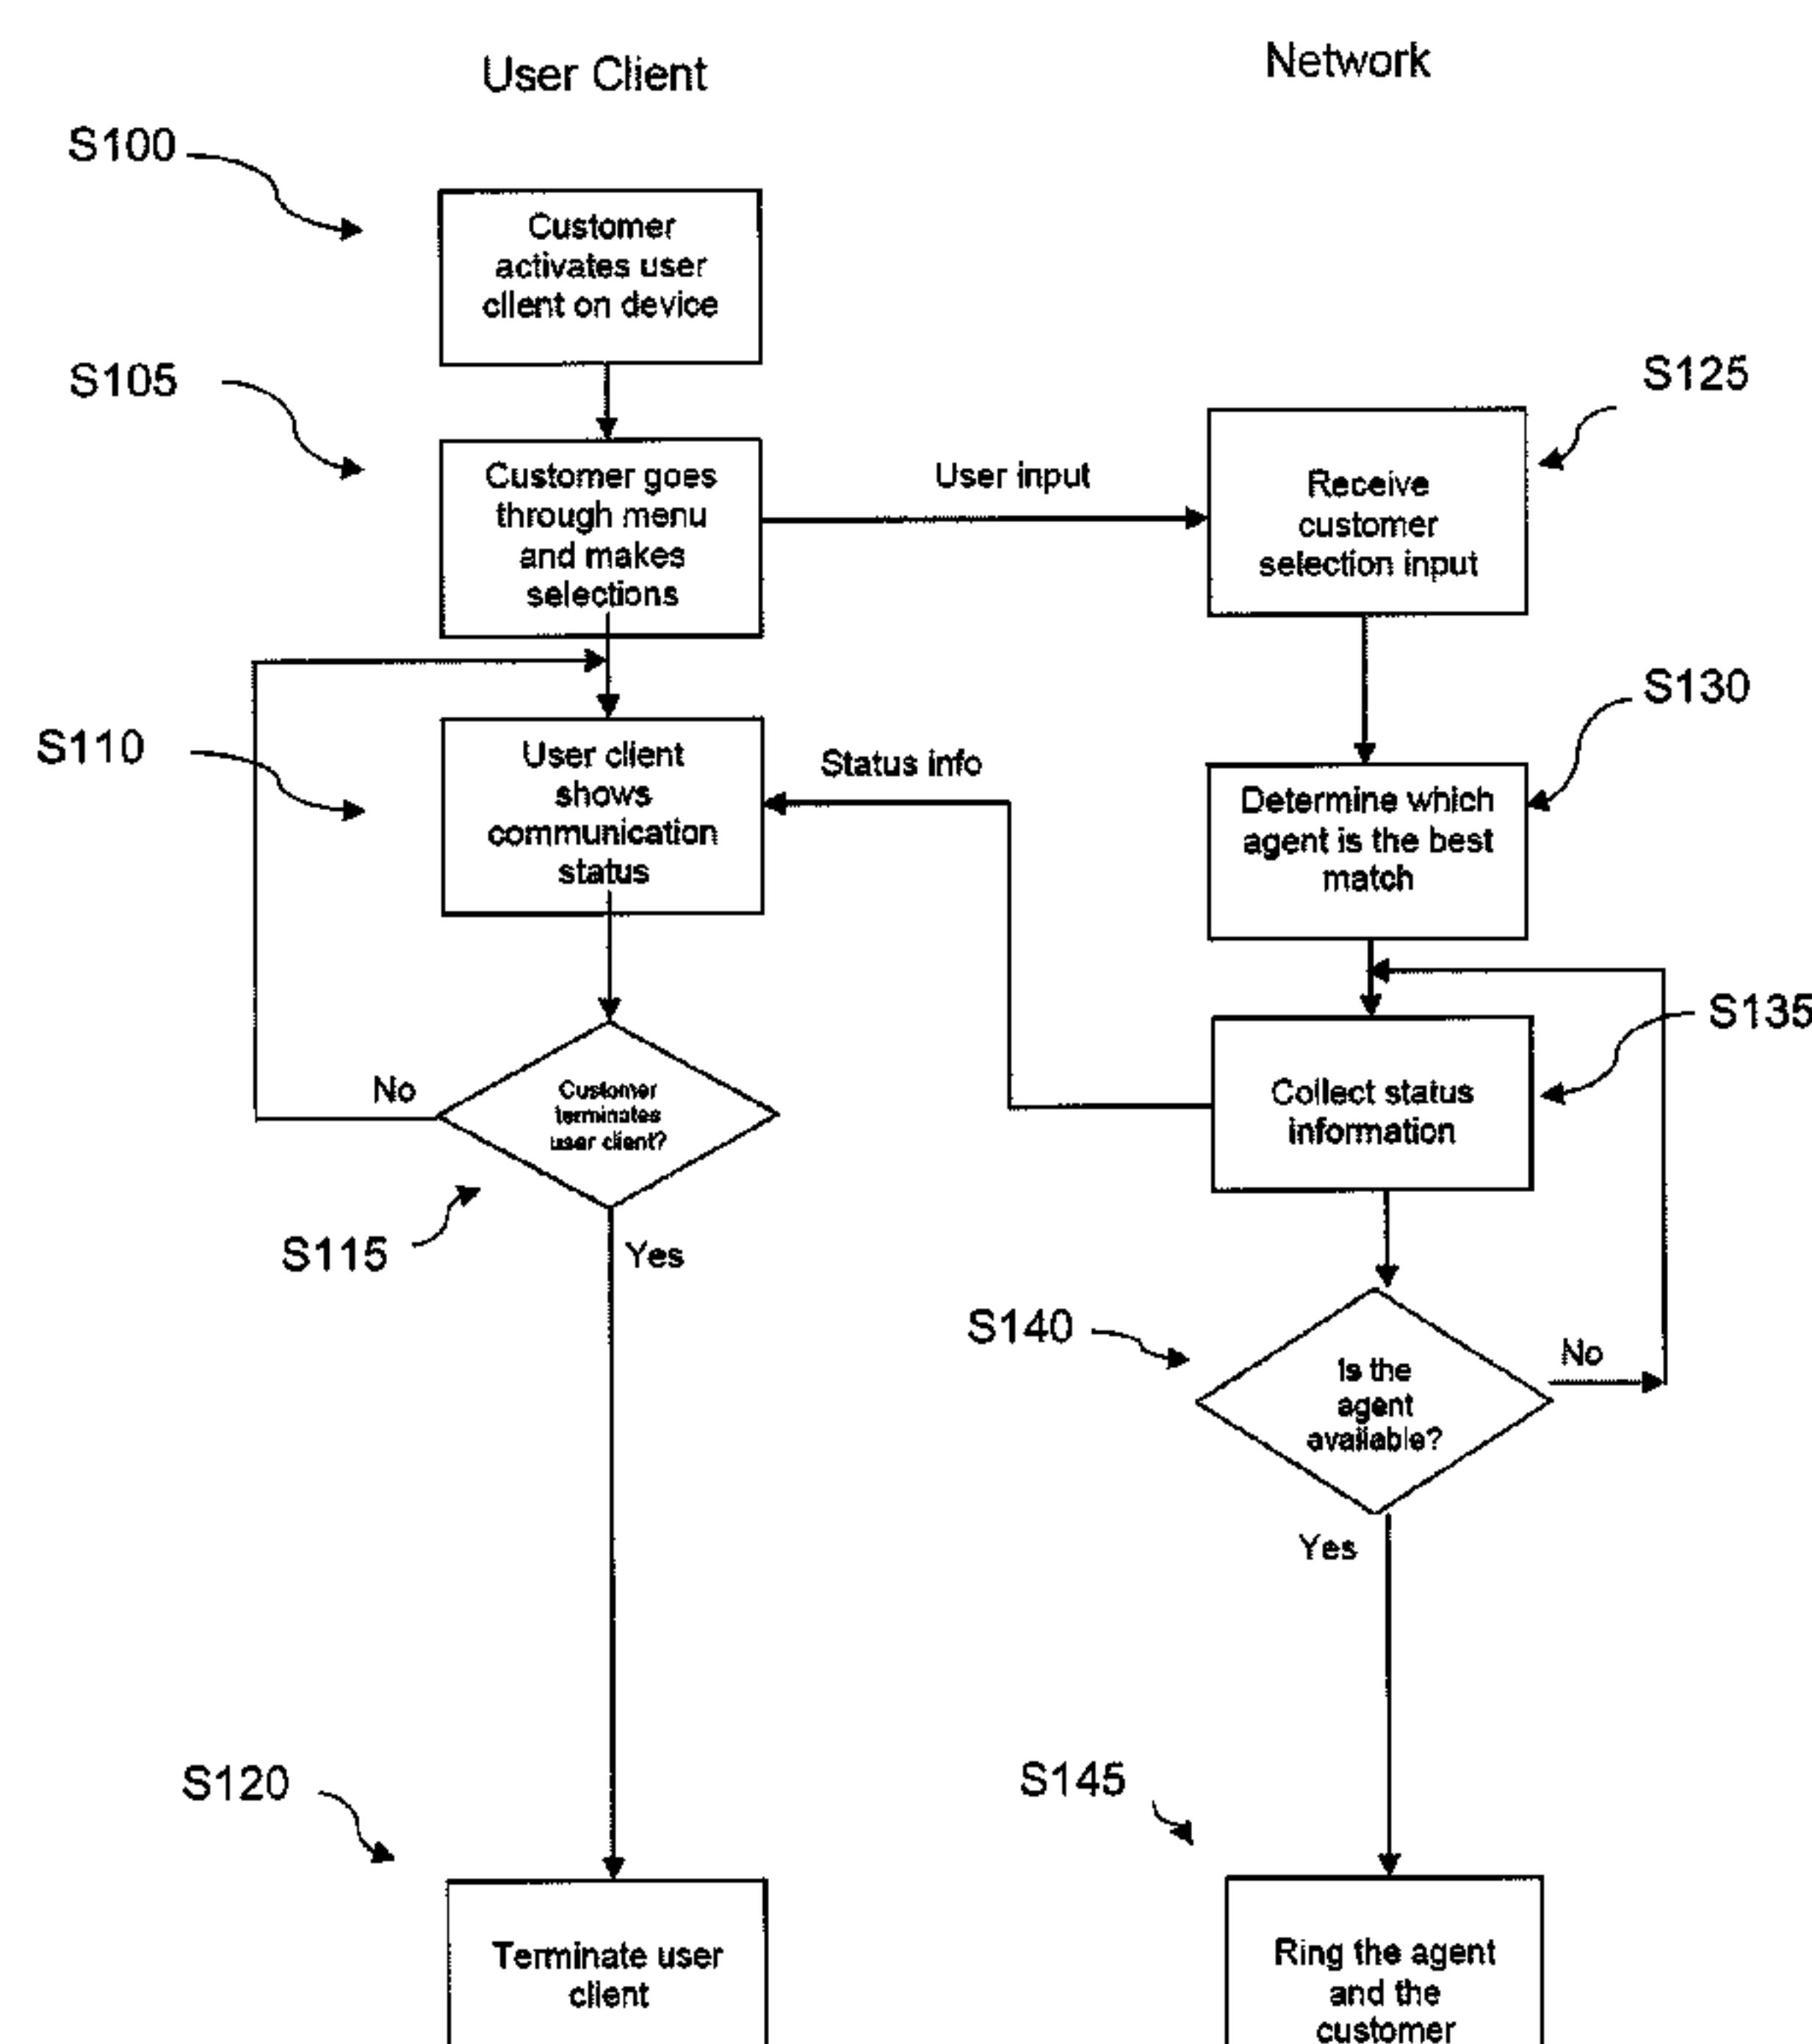 User Client
Network
S100
Customer
activates user
client on device
S105
Customer goes
through menu
and makes
selections
User input
S125
Receive
customer
selection input
S130
S110
User client
shows
communication
status
Status info
Determine which
agent is the best
match
S135
No
Customer
terminates
user client?
Collect status
information
S115
Yes
S140
Is the
agent
available?
No
Yes
S120
S145
Terminate user
client
Ring the agent
and the
customer